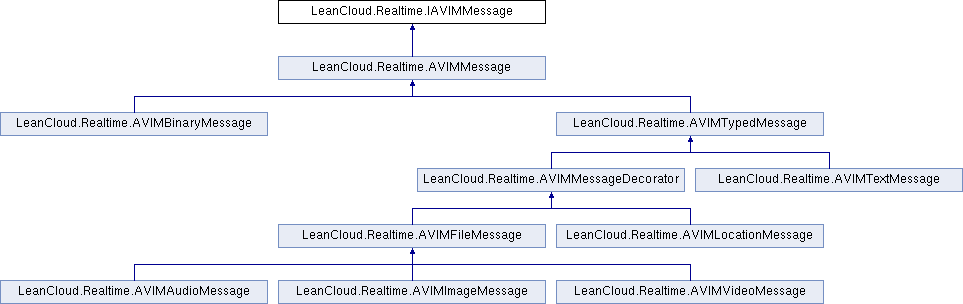 LeanCloud.Realtime.IAVIMMessage
LeanCloud.Realtime.AVIMMessage
LeanCloud.Realtime.AVIMBinaryMessage
LeanCloud.Realtime.AVIMTypedMessage
LeanCloud.Realtime.AVIMMessageDecorator
LeanCloud.Realtime.AVIMTextMessage
LeanCloud.Realtime.AVIMFileMessage
LeanCloud.Realtime.AVIMLocationMessage
LeanCloud.Realtime.AVIMAudioMessage
LeanCloud.Realtime.AVIMImageMessage
LeanCloud.Realtime.AVIMVideoMessage